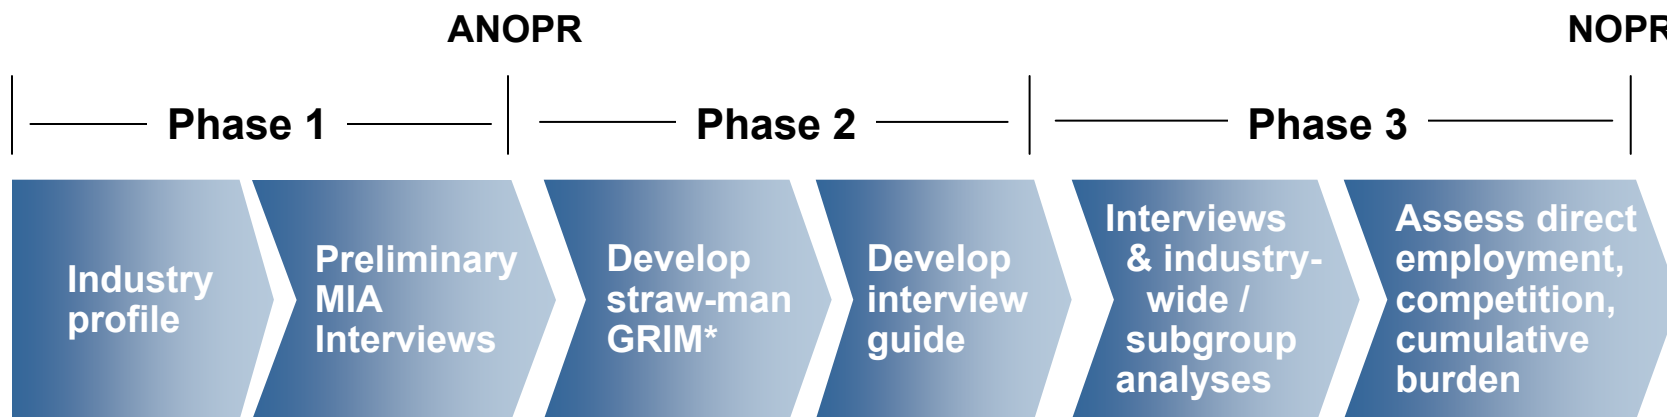 ANOPR
NOPR
Phase 1
Phase 2
Phase 3
Industry
profile
Preliminary
MIA
Interviews
Develop
straw-man
GRIM*
Develop
interview
guide
Interviews
& industry-
wide /
subgroup
analyses
Assess direct
employment,
competition,
cumulative
burden